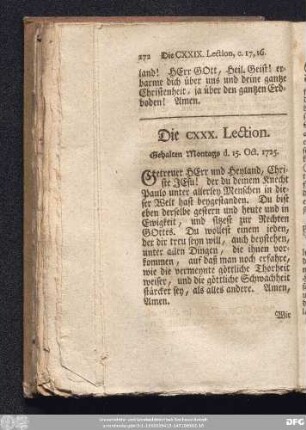 272 Die CXXIX. Lection, v. 17, 16.
land! HErr GOtt, Heil. Geist! er-
barme dich über uns und deine gantze
Christenheit, ja über den gantzen Erd-
boden! Amen.
Die CXXX. Lection.
Gehalten Montags d. 15. Oct. 1725.
GEtreuer HErr und Heyland, Chri-
ste JEsu! der du deinem Knecht
Paulo unter allerley Menschen in die-
ser Welt hast beygestanden. Du bist
eben derselbe gestern und heute und in
Ewigkeit, und sitzest zur Rechten
GOttes. Du wollest einem jeden,
der dir treu seyn will, auch beystehen,
unter allen Dingen, die ihnen vor-
kommen, auf daß man noch erfahre,
wie die vermeynte göttliche Thorheit
weiser, und die göttliche Schwachheit
stärcker sey, als alles andere. Amen,
Amen.
Wir
DFG